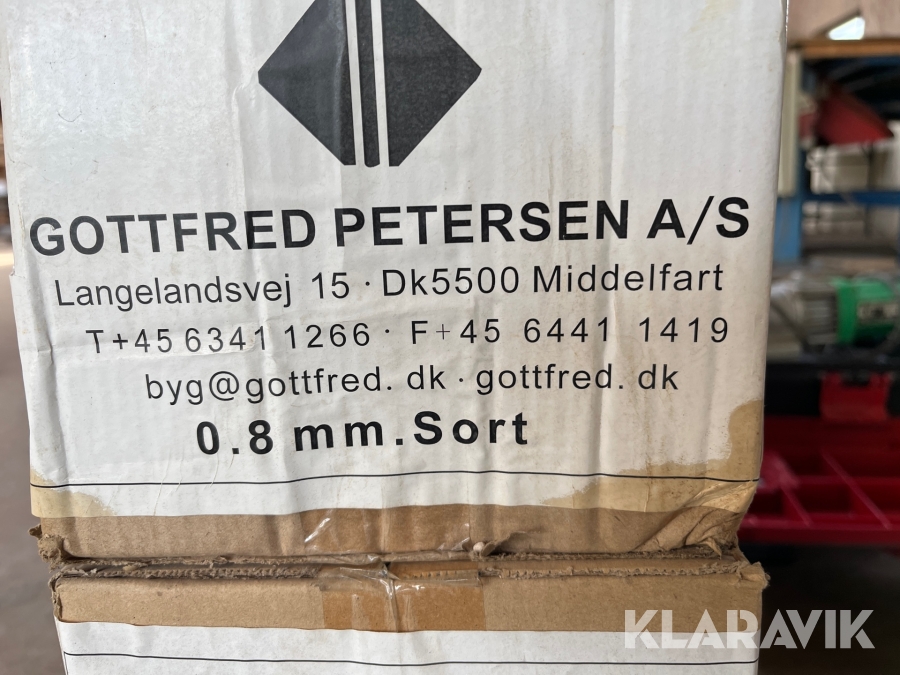 GOTTFRED PETERSEN A/S
Langelandsvej 15 · Dk5500 Middelfart
T+45 6341 1266 · F+45 6441 1419
byg@gottfred. dk · gottfred. dk
0.8 mm.Sort
KLARAVIK